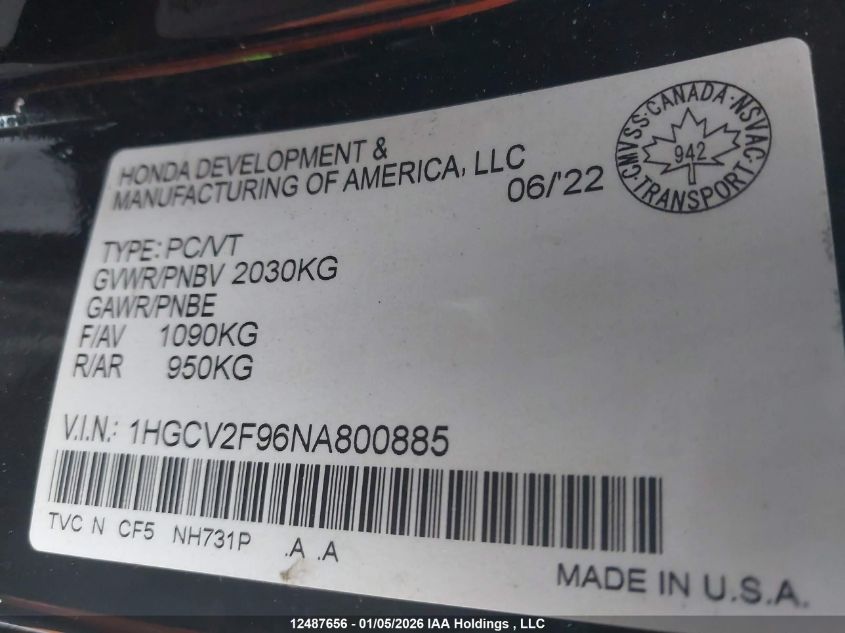 HONDA DEVELOPMENT &
MANUFACTURING OF AMERICA, LLC
06/'22
CMVSS·CANADA·NSVAC·TRANSPORT
942
TYPE: PC/VT
GVWR/PNBV 2030KG
GAWR/PNBE
F/AV 1090KG
R/AR 950KG
V.I.N.: 1HGCV2F96NA800885
TVC N CF5 NH731P .A .A
MADE IN U.S.A.
12487656 - 01/05/2026 IAA Holdings , LLC